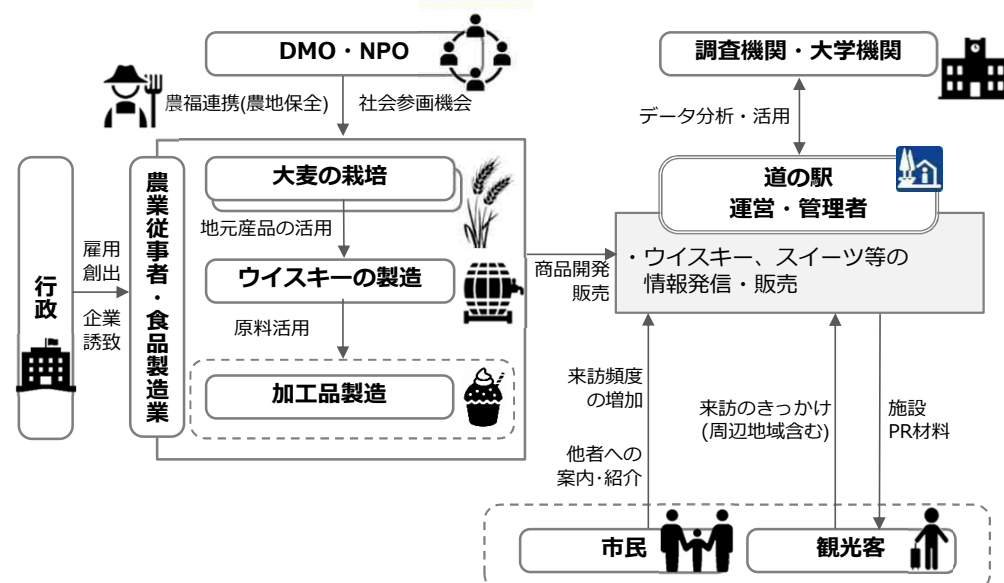 DMO・NPO
調査機関・大学機関
農福連携(農地保全)
社会参画機会
データ分析・活用
行政
雇用
創出
企業
誘致
農業従事者・食品製造業
大麦の栽培
地元産品の活用
ウイスキーの製造
原料活用
加工品製造
商品開発
販売
道の駅
運営・管理者
・ウイスキー、スイーツ等の
情報発信・販売
来訪頻度
の増加
他者への
案内・紹介
来訪のきっかけ
(周辺地域含む)
施設
PR材料
市民
観光客